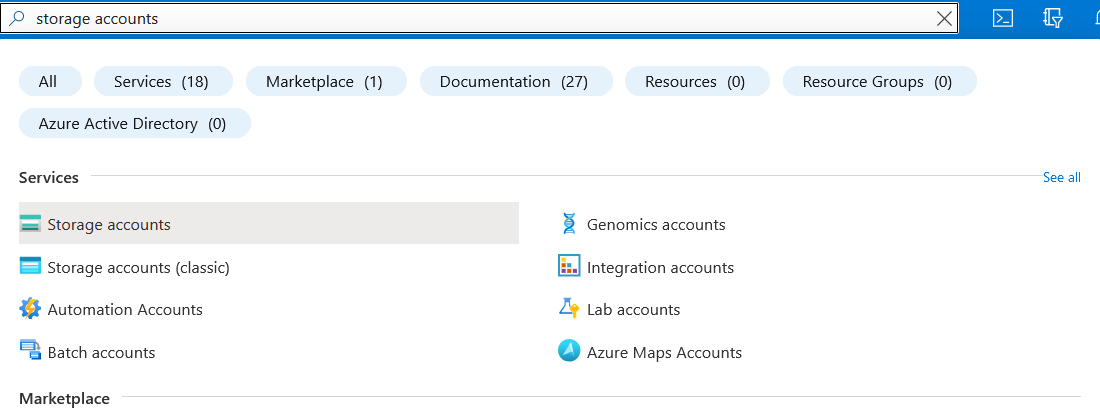 storage accounts
All Services (18) Marketplace (1) Documentation (27) Resources (0) Resource Groups (0)
Azure Active Directory (0)
Services See all
Storage accounts Genomics accounts
Storage accounts (classic) Integration accounts
Automation Accounts Lab accounts
Batch accounts Azure Maps Accounts
Marketplace